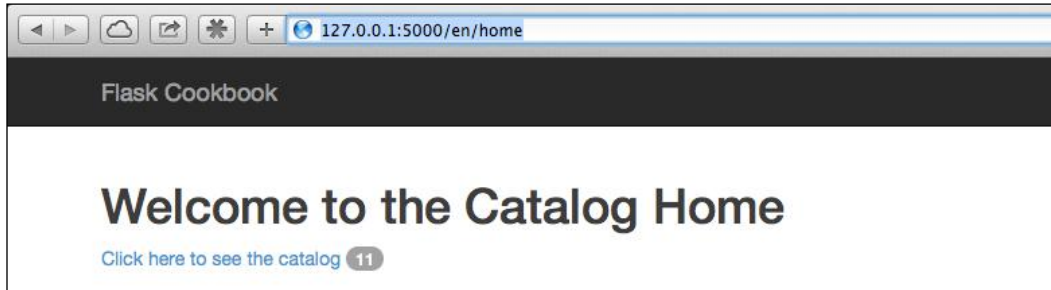 127.0.0.1:5000/en/home
Flask Cookbook
Welcome to the Catalog Home
Click here to see the catalog 11